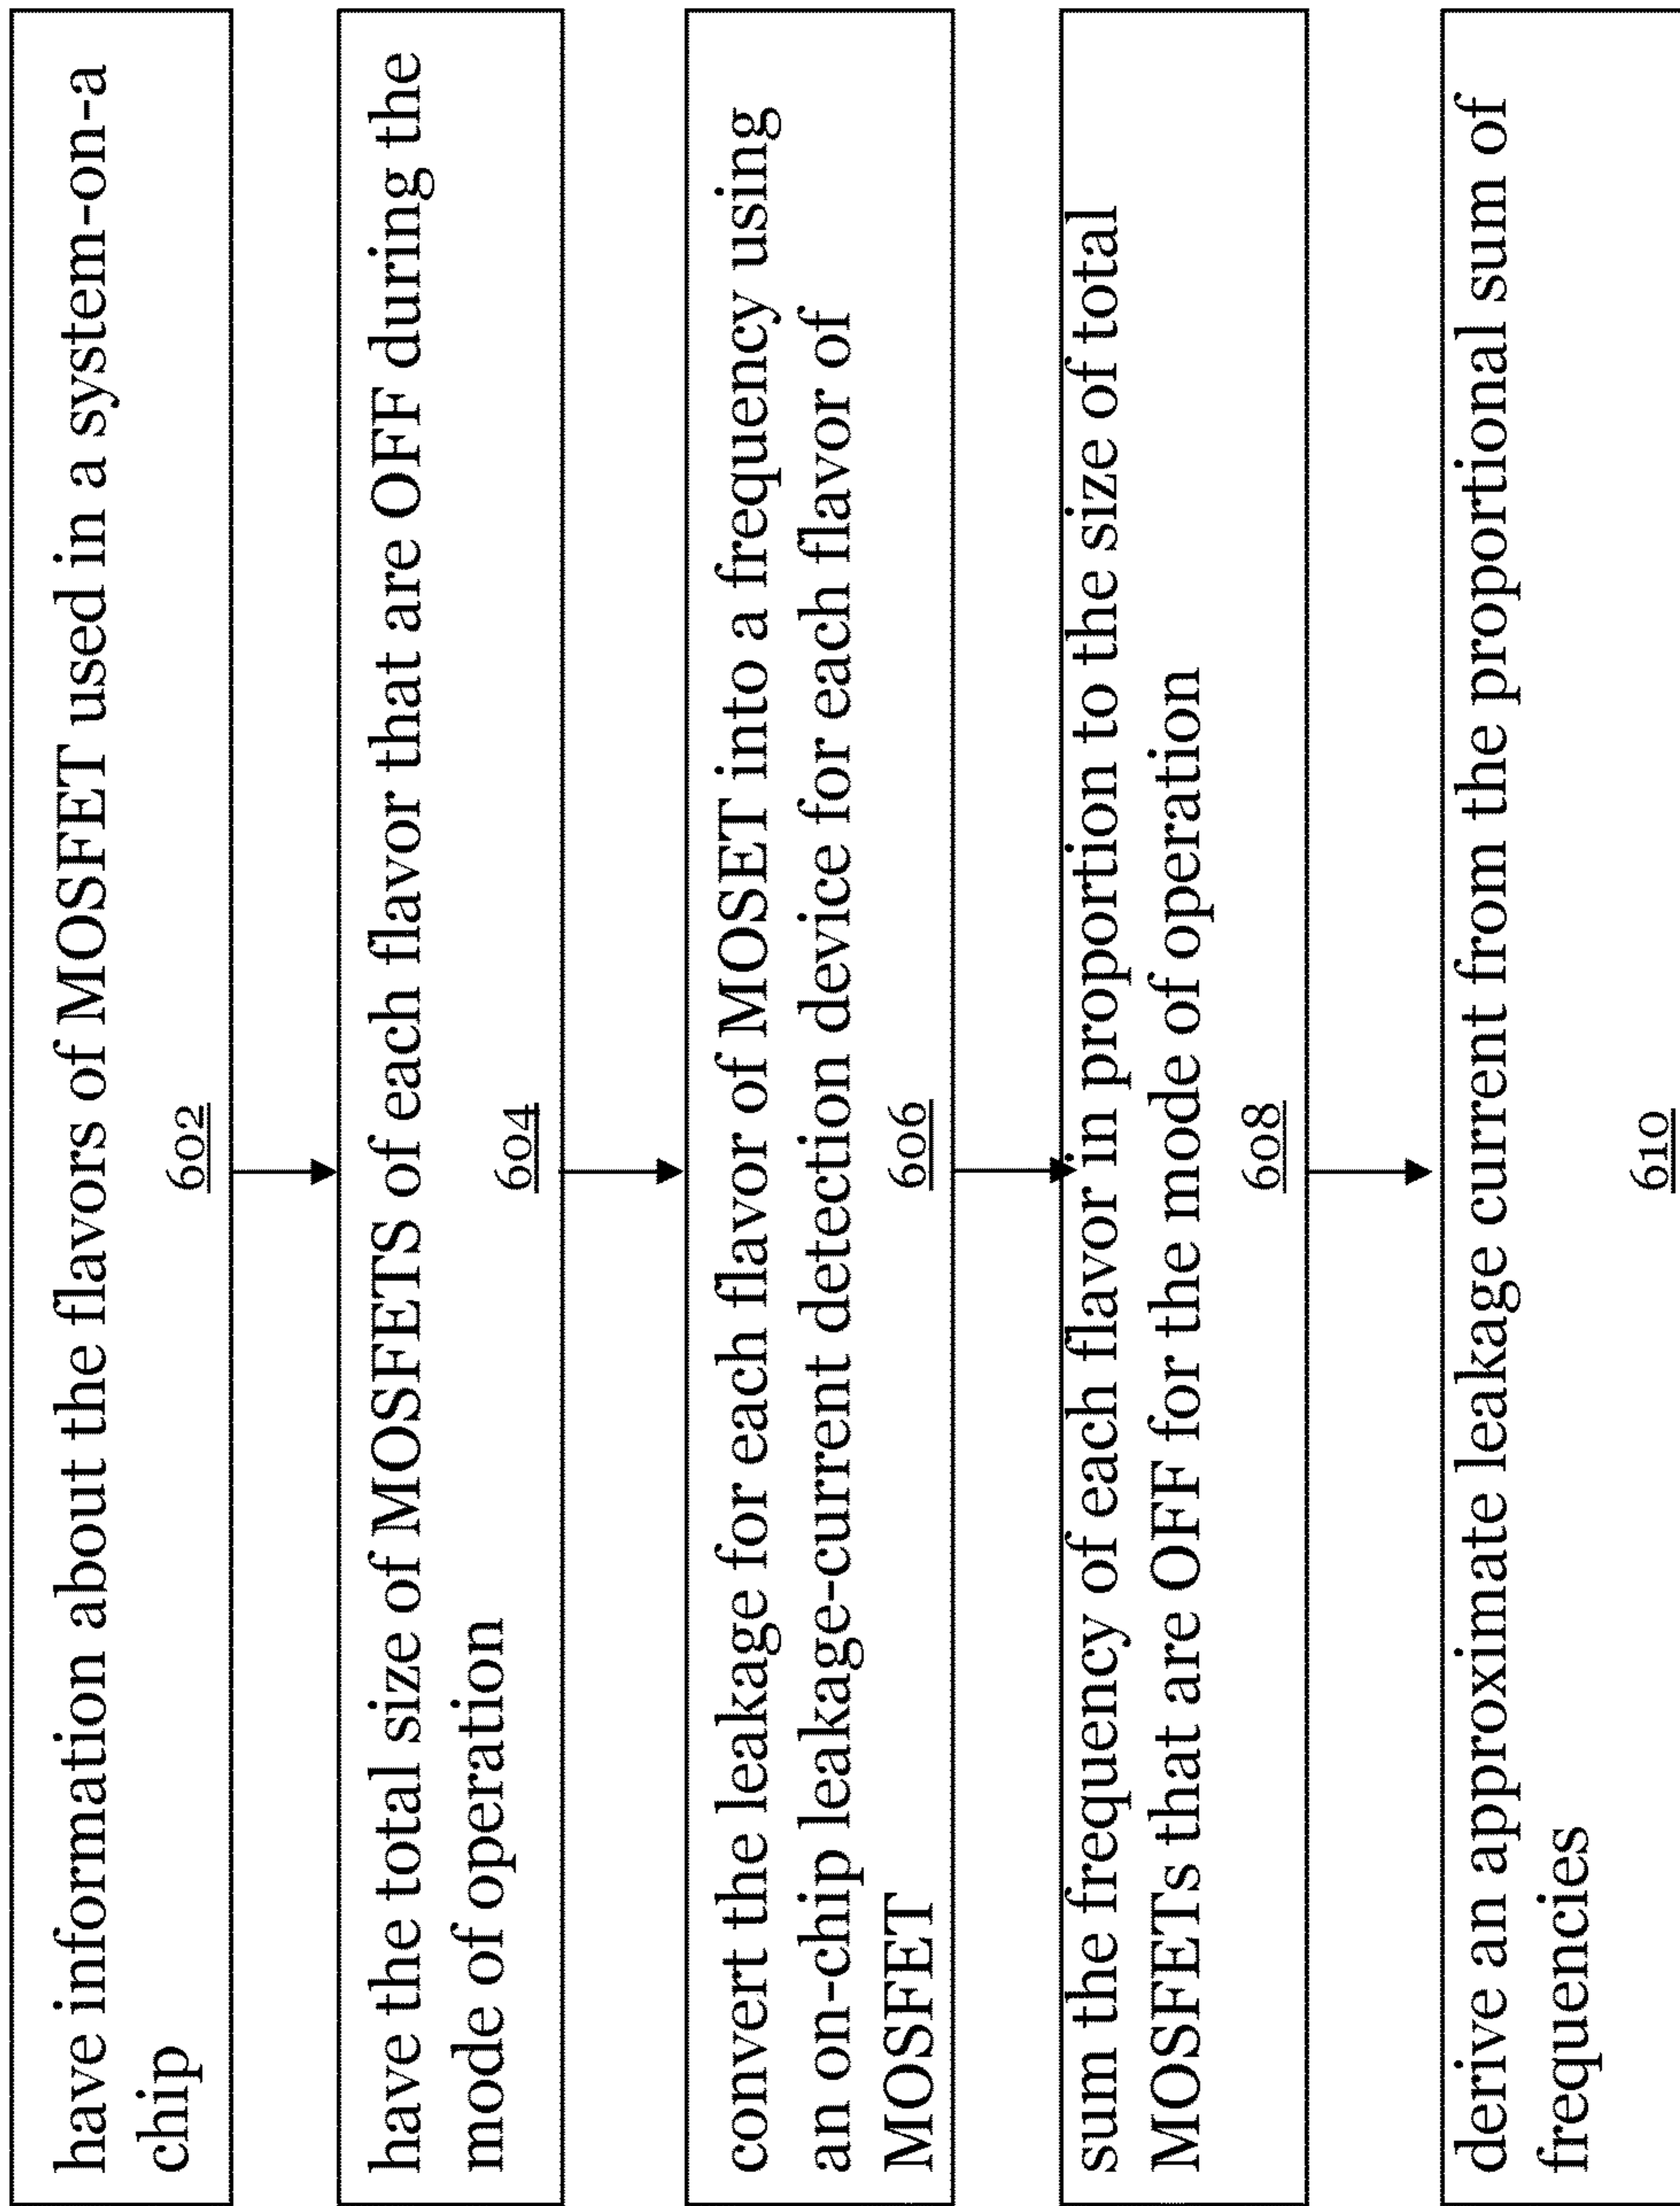 have information about the flavors of MOSFET used in a system-on-a
chip
602
have the total size of MOSFETS of each flavor that are OFF during the
mode of operation
604
convert the leakage for each flavor of MOSET into a frequency using
an on-chip leakage-current detection device for each flavor of
MOSFET
606
sum the frequency of each flavor in proportion to the size of total
MOSFETs that are OFF for the mode of operation
608
derive an approximate leakage current from the proportional sum of
frequencies
610